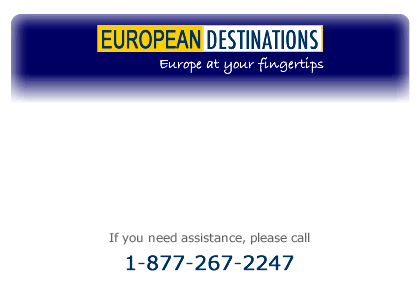 EUROPEAN DESTINATIONS
Europe at your fingertips
If you need assistance, please call
1-877-267-2247